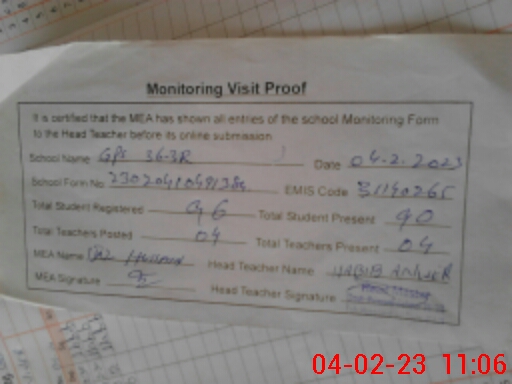 Monitoring Visit Proof
It is certified that the MEA has shown all entries of the school Monitoring Form
to the Head Teacher before its online submission
School Name GPS 36-3R Date 04-2-2023
School Form No EMIS Code
Total Student Registered 96 Total Student Present 90
Total Teachers Posted 04 Total Teachers Present 04
MEA Name Head Teacher Name HABIB
MEA Signature Head Teacher Signature
Head Master
04-02-23 11:06